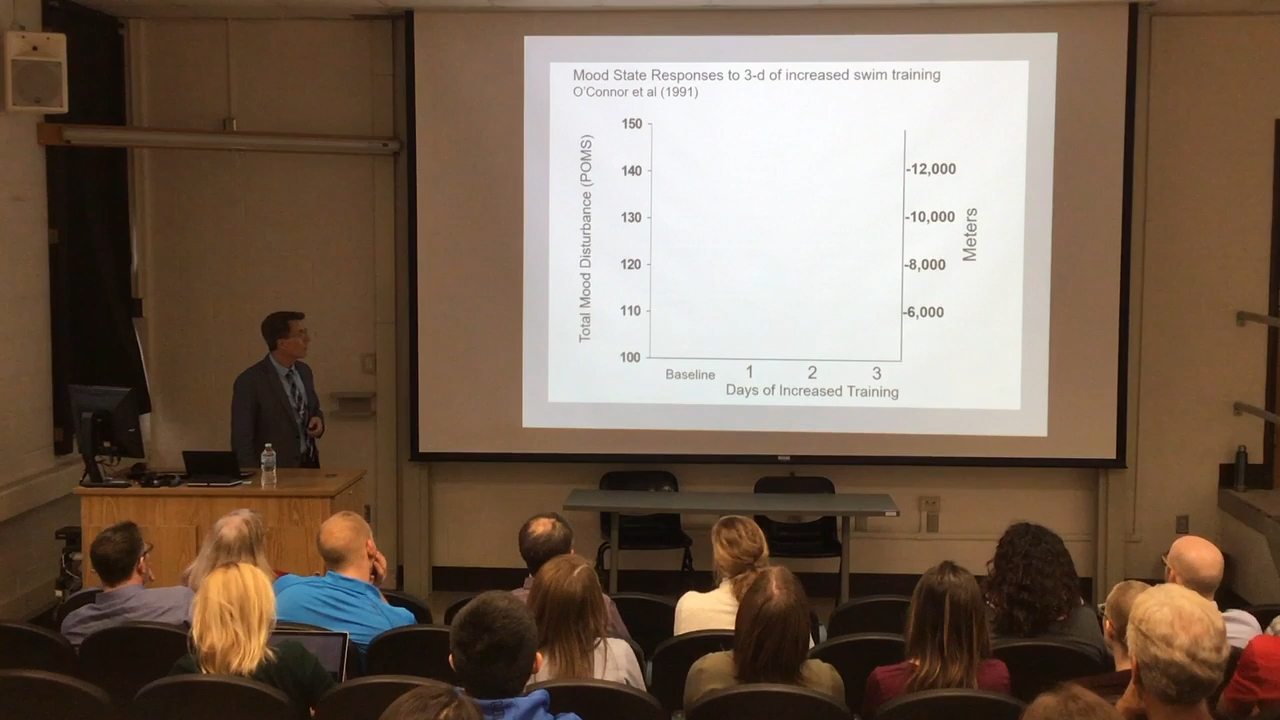 Mood State Responses to 3-d of increased swim training
O'Connor et al (1991)
Total Mood Disturbance (POMS)
150
140
130
120
110
100
-12,000
-10,000
-8,000
-6,000
Meters
Baseline 1 2 3
Days of Increased Training